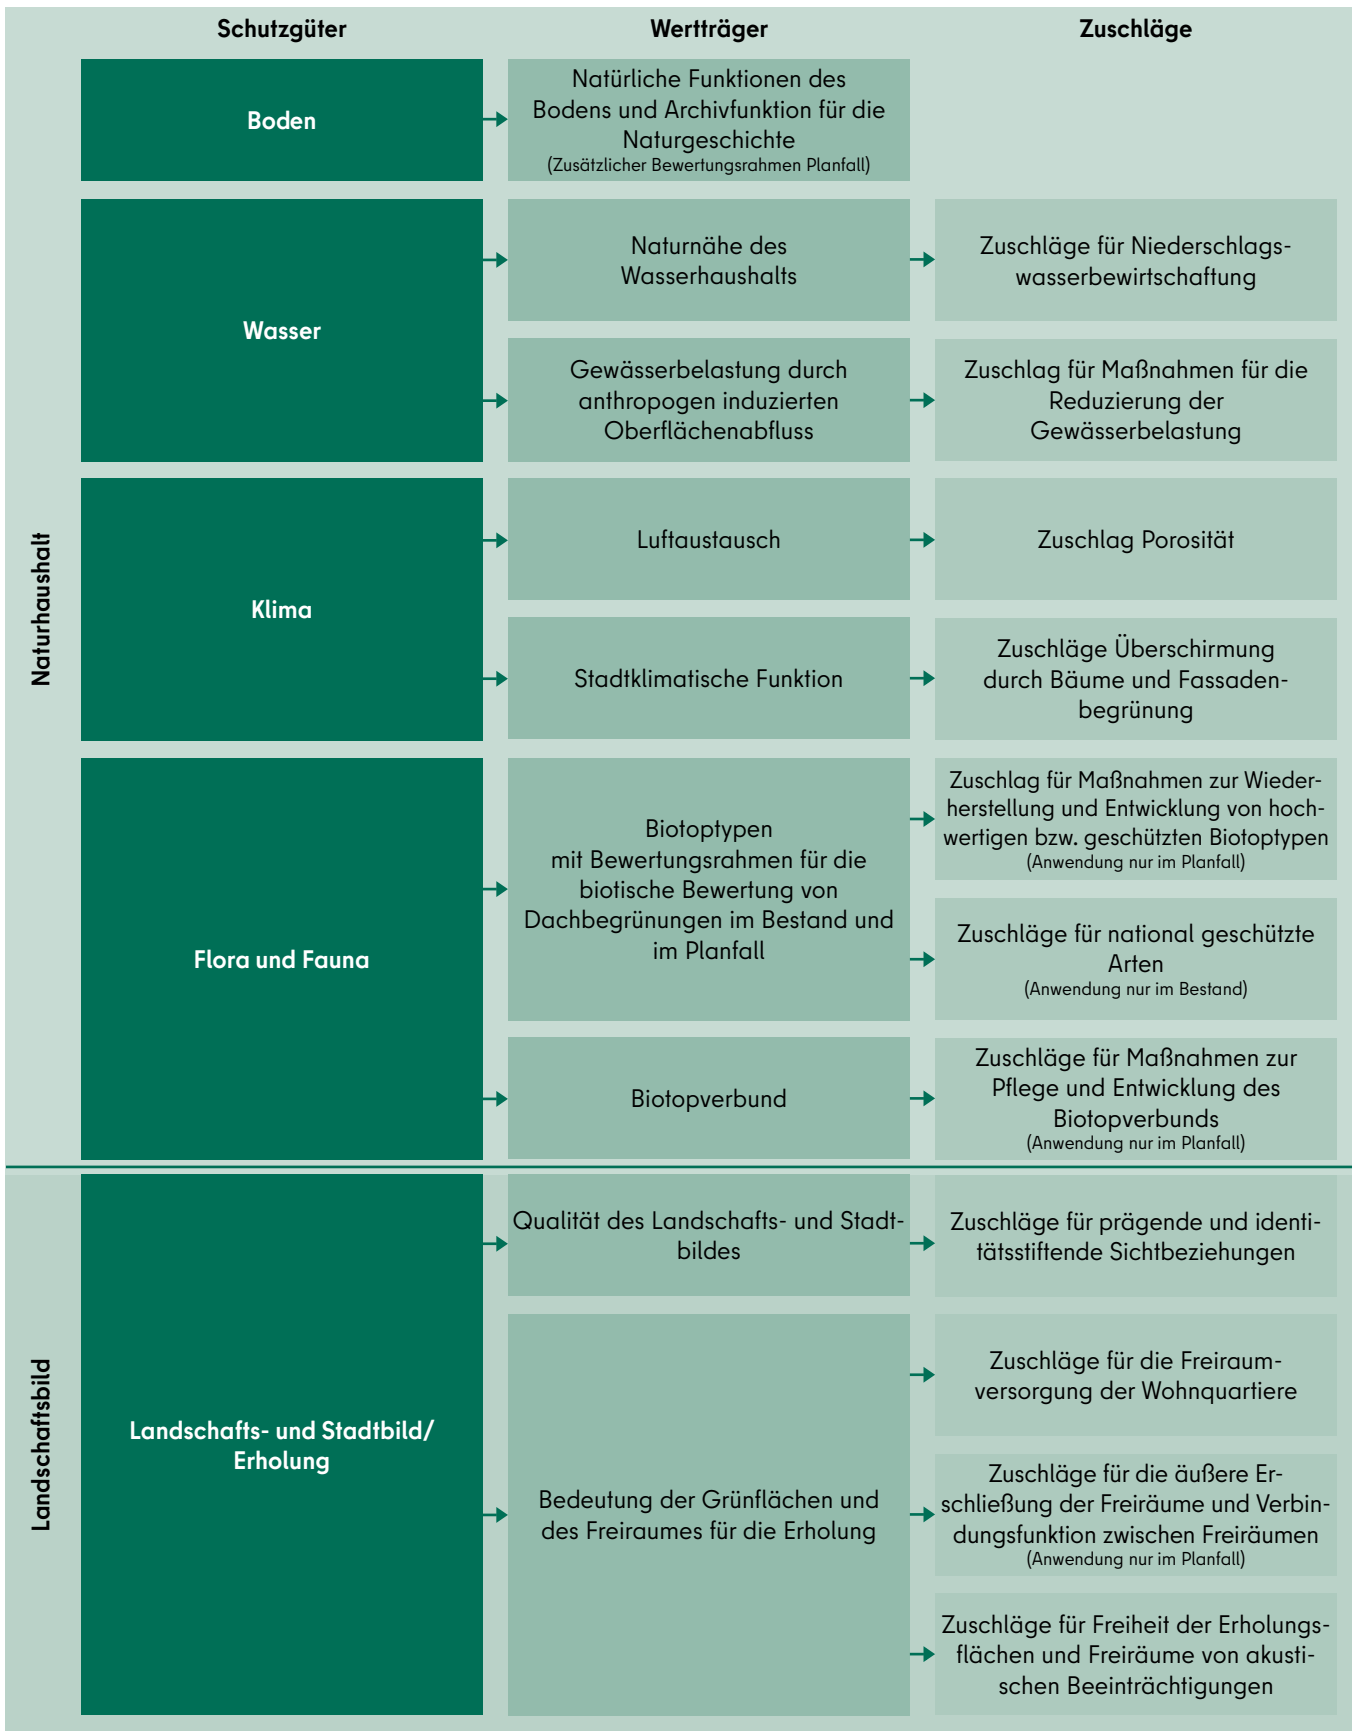 Schutzgüter
Wertträger
Zuschläge
Naturhaushalt
Boden
Natürliche Funktionen des
Bodens und Archivfunktion für die
Naturgeschichte
(Zusätzlicher Bewertungsrahmen Planfall)
Wasser
Naturnähe des
Wasserhaushalts
Zuschläge für Niederschlags-
wasserbewirtschaftung
Gewässerbelastung durch
anthropogen induzierten
Oberflächenabfluss
Zuschlag für Maßnahmen für die
Reduzierung der
Gewässerbelastung
Klima
Luftaustausch
Zuschlag Porosität
Stadtklimatische Funktion
Zuschläge Überschirmung
durch Bäume und Fassaden-
begrünung
Flora und Fauna
Biotoptypen
mit Bewertungsrahmen für die
biotische Bewertung von
Dachbegrünungen im Bestand und
im Planfall
Zuschlag für Maßnahmen zur Wieder-
herstellung und Entwicklung von hoch-
wertigen bzw. geschützten Biotoptypen
(Anwendung nur im Planfall)
Zuschläge für national geschützte
Arten
(Anwendung nur im Bestand)
Biotopverbund
Zuschläge für Maßnahmen zur
Pflege und Entwicklung des
Biotopverbunds
(Anwendung nur im Planfall)
Landschaftsbild
Landschafts- und Stadtbild/
Erholung
Qualität des Landschafts- und Stadt-
bildes
Zuschläge für prägende und identi-
tätsstiftende Sichtbeziehungen
Bedeutung der Grünflächen und
des Freiraumes für die Erholung
Zuschläge für die Freiraum-
versorgung der Wohnquartiere
Zuschläge für die äußere Er-
schließung der Freiräume und Verbin-
dungsfunktion zwischen Freiräumen
(Anwendung nur im Planfall)
Zuschläge für Freiheit der Erholungs-
flächen und Freiräume von akusti-
schen Beeinträchtigungen